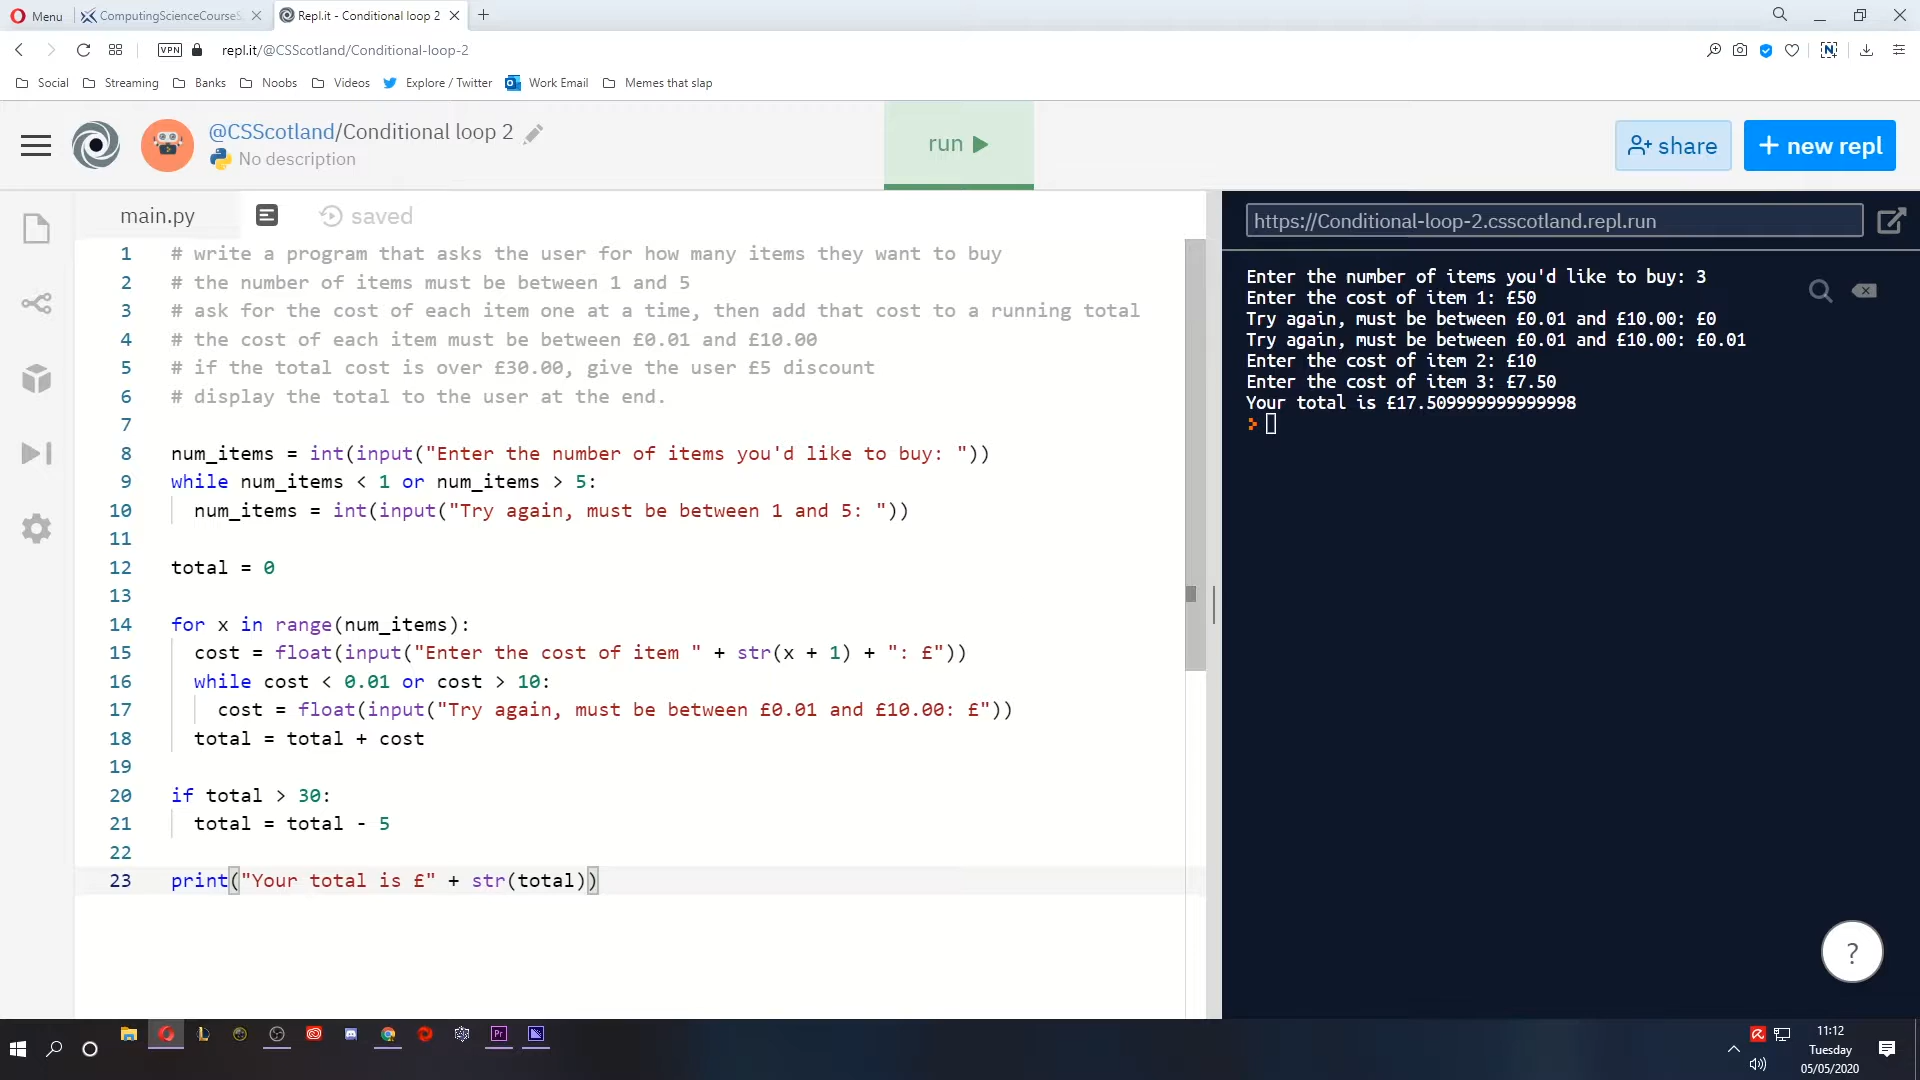 Menu
ComputingScienceCourseS
Repl.it - Conditional loop 2
VPN
repl.it/@CSScotland/Conditional-loop-2
Social
Streaming
Banks
Noobs
Videos
Explore / Twitter
Work Email
Memes that slap
@CSScotland/Conditional loop 2
No description
run
share
+ new repl
main.py
saved
https://Conditional-loop-2.csscotland.repl.run
1 # write a program that asks the user for how many items they want to buy
2 # the number of items must be between 1 and 5
3 # ask for the cost of each item one at a time, then add that cost to a running total
4 # the cost of each item must be between £0.01 and £10.00
5 # if the total cost is over £30.00, give the user £5 discount
6 # display the total to the user at the end.
7
8 num_items = int(input("Enter the number of items you'd like to buy: "))
9 while num_items < 1 or num_items > 5:
10   num_items = int(input("Try again, must be between 1 and 5: "))
11
12 total = 0
13
14 for x in range(num_items):
15   cost = float(input("Enter the cost of item " + str(x + 1) + ": £"))
16   while cost < 0.01 or cost > 10:
17     cost = float(input("Try again, must be between £0.01 and £10.00: £"))
18   total = total + cost
19
20 if total > 30:
21   total = total - 5
22
23 print("Your total is £" + str(total))
Enter the number of items you'd like to buy: 3
Enter the cost of item 1: £50
Try again, must be between £0.01 and £10.00: £0
Try again, must be between £0.01 and £10.00: £0.01
Enter the cost of item 2: £10
Enter the cost of item 3: £7.50
Your total is £17.509999999999998
?
Pr
11:12
Tuesday
05/05/2020